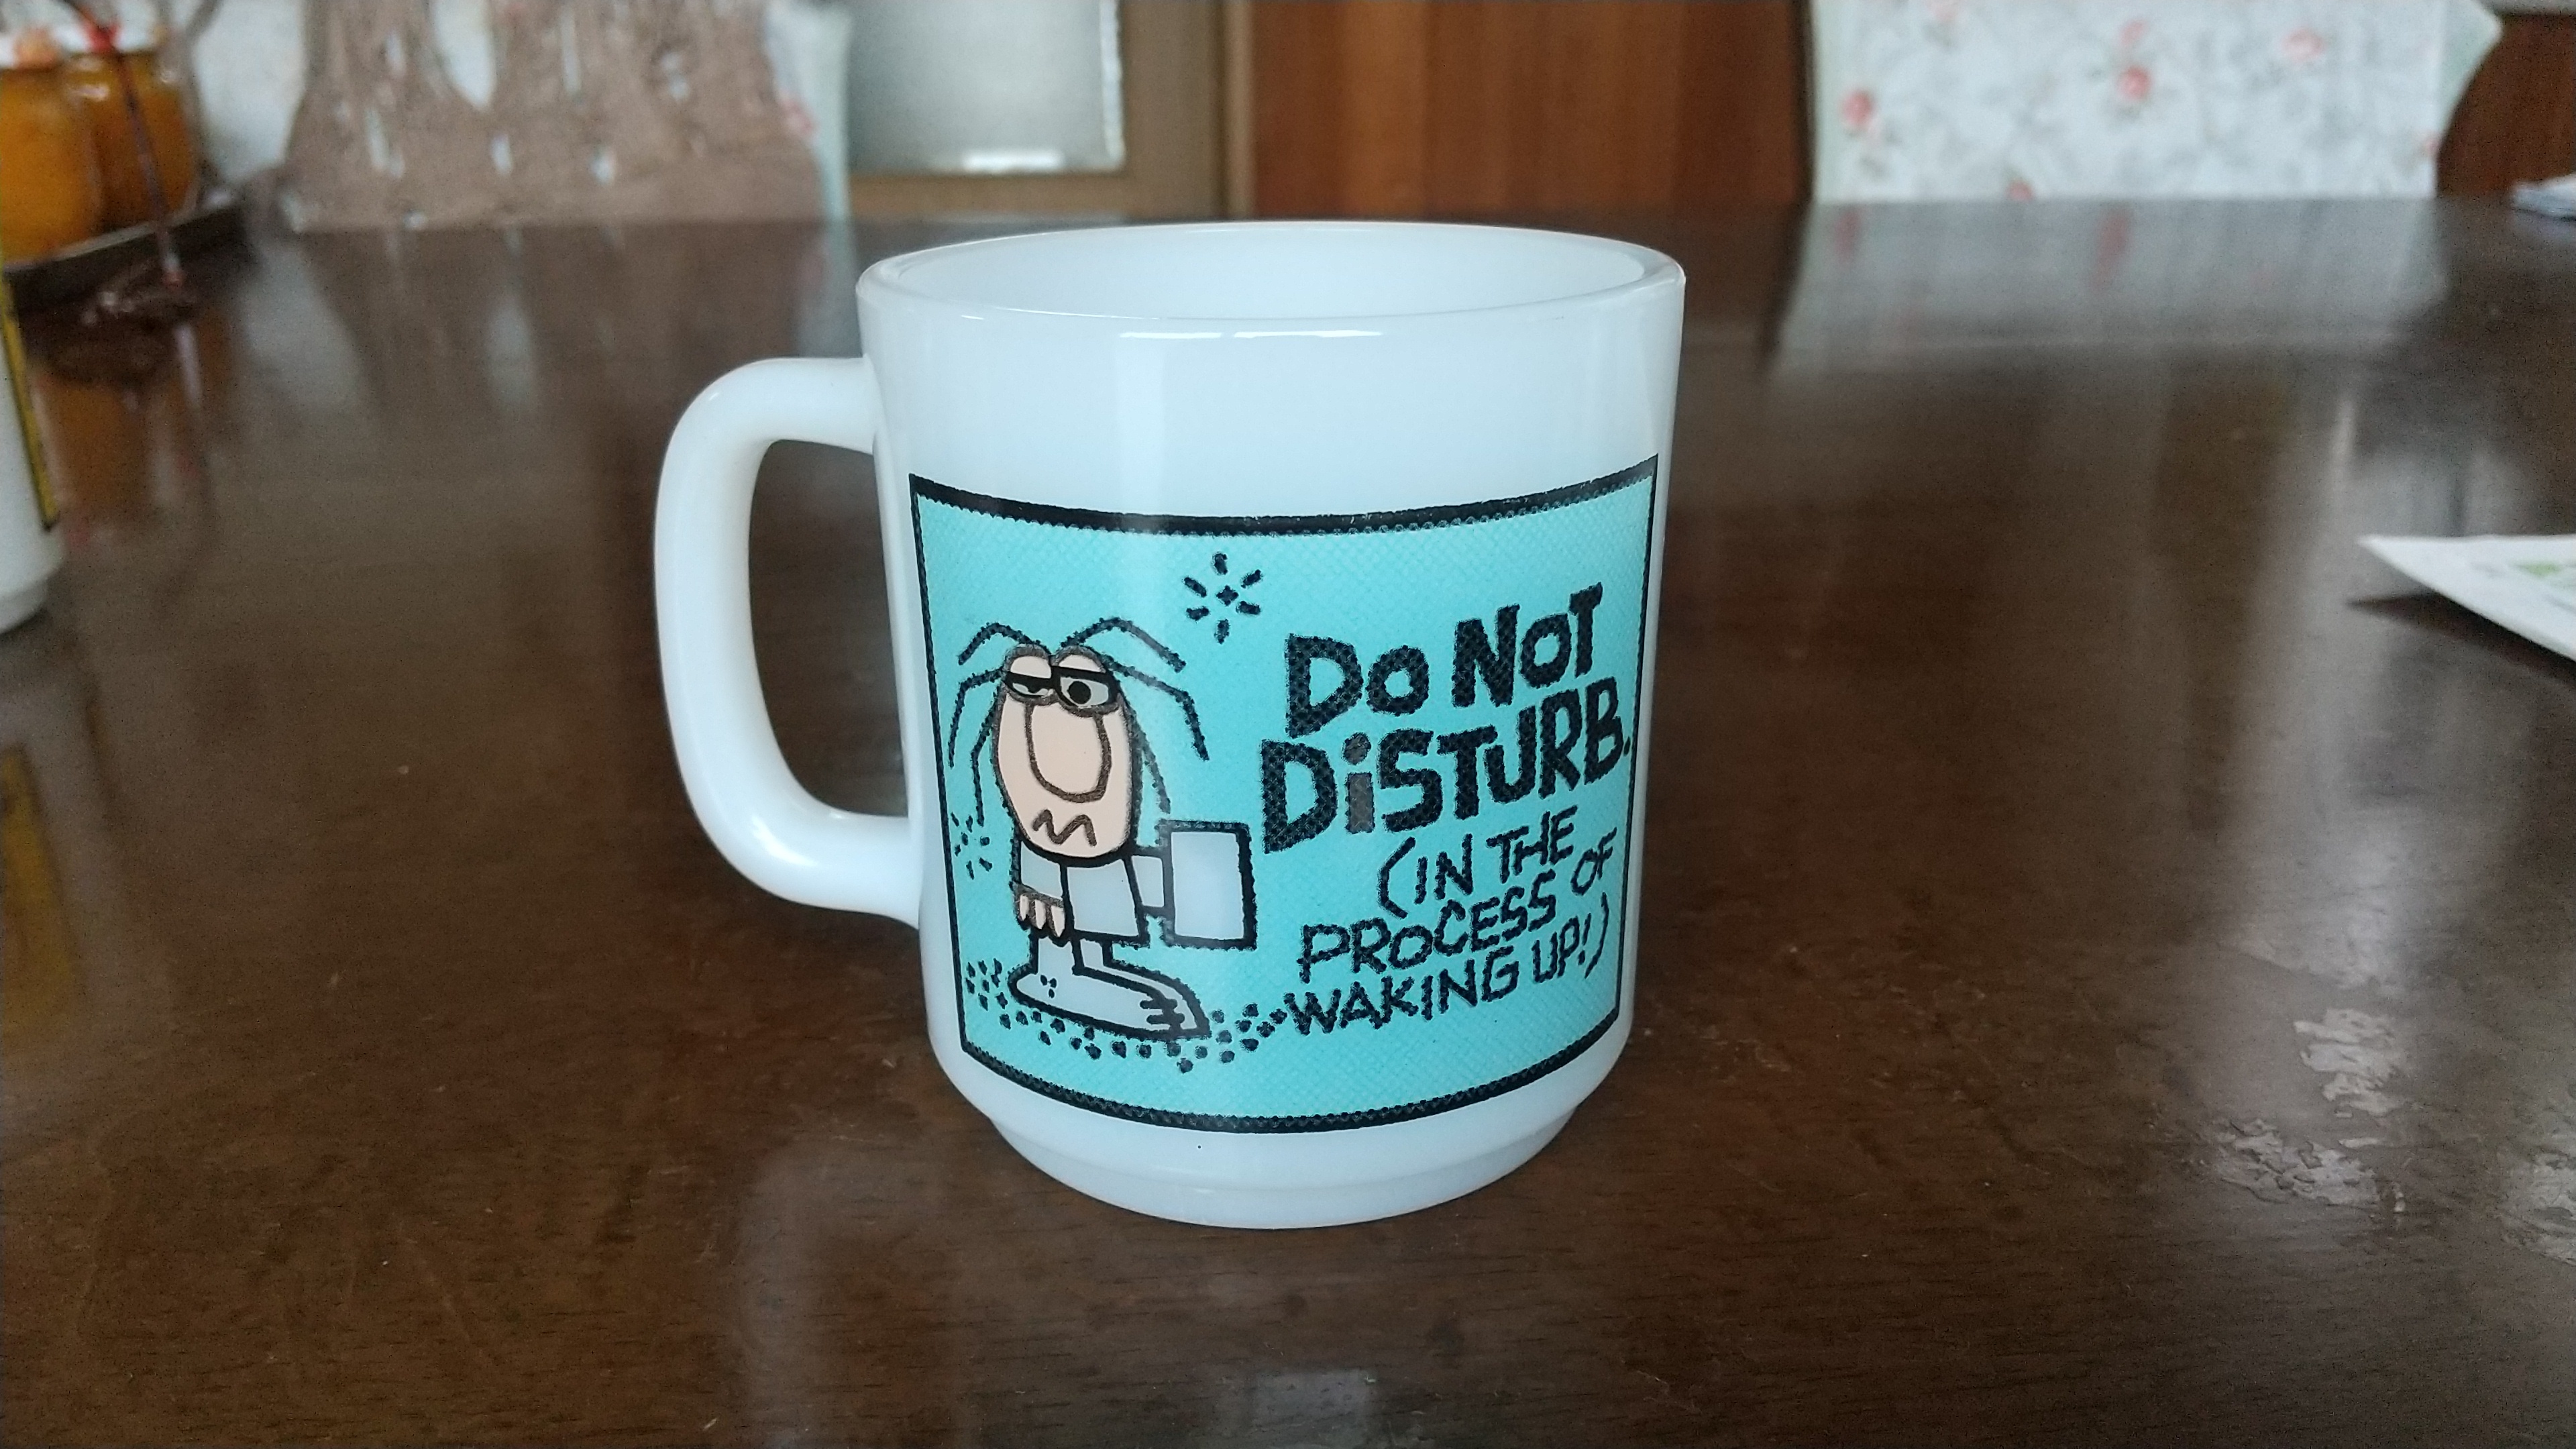 Do NoT
DiSTURB.
(IN THE
PRoCESS OF
WAKING UP!)